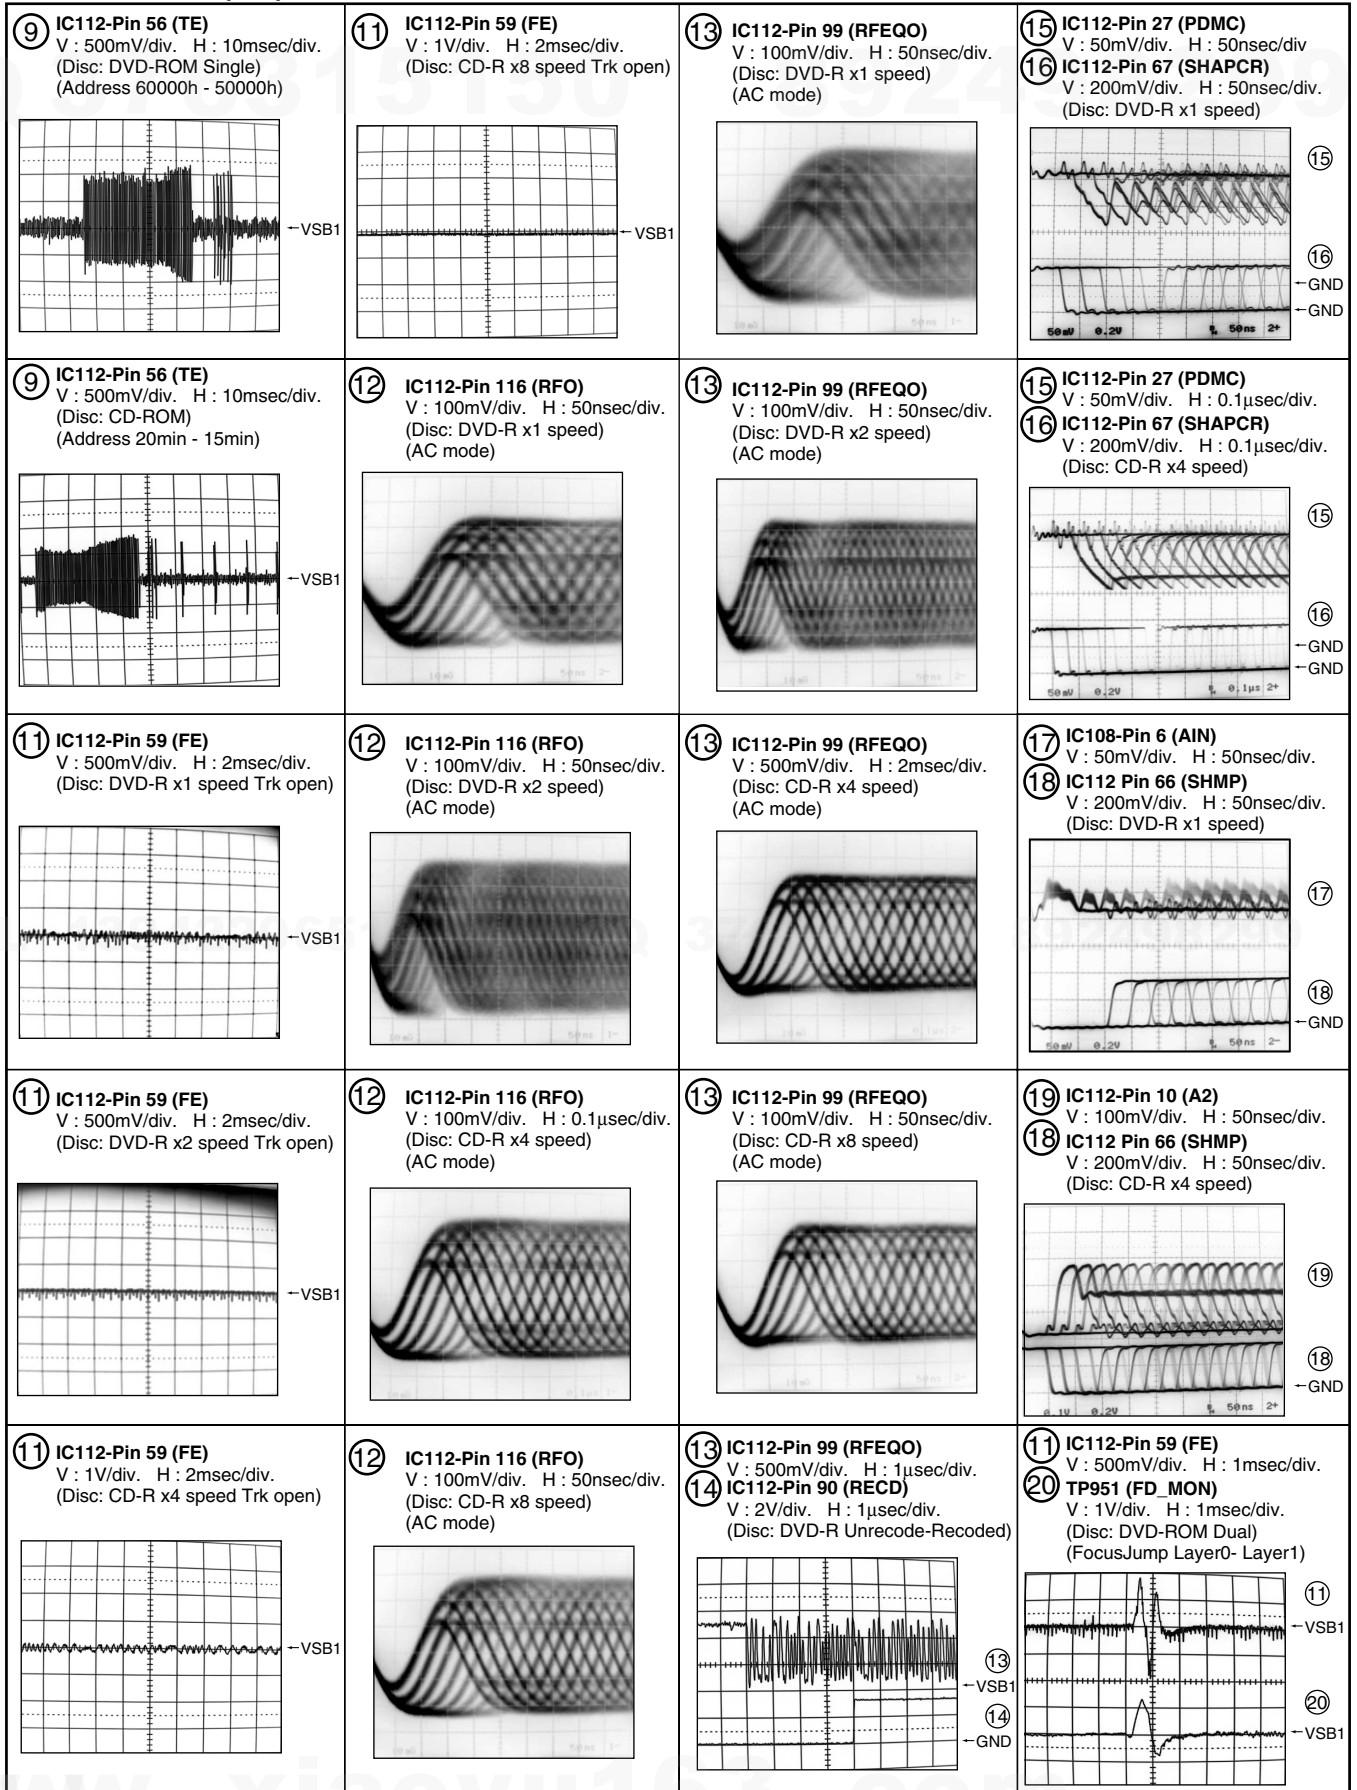 ⑨ IC112-Pin 56 (TE)
V : 500mV/div. H : 10msec/div.
(Disc: DVD-ROM Single)
(Address 60000h - 50000h)
←VSB1
⑪ IC112-Pin 59 (FE)
V : 1V/div. H : 2msec/div.
(Disc: CD-R x8 speed Trk open)
←VSB1
⑬ IC112-Pin 99 (RFEQO)
V : 100mV/div. H : 50nsec/div.
(Disc: DVD-R x1 speed)
(AC mode)
50ns 1~
⑮ IC112-Pin 27 (PDMC)
V : 50mV/div. H : 50nsec/div
⑯ IC112-Pin 67 (SHAPCR)
V : 200mV/div. H : 50nsec/div.
(Disc: DVD-R x1 speed)
⑮
⑯
←GND
←GND
50mV 0.2V 50ns 2+
⑨ IC112-Pin 56 (TE)
V : 500mV/div. H : 10msec/div.
(Disc: CD-ROM)
(Address 20min - 15min)
←VSB1
⑫ IC112-Pin 116 (RFO)
V : 100mV/div. H : 50nsec/div.
(Disc: DVD-R x1 speed)
(AC mode)
50ns 2~
⑬ IC112-Pin 99 (RFEQO)
V : 100mV/div. H : 50nsec/div.
(Disc: DVD-R x2 speed)
(AC mode)
50ns 2~
⑮ IC112-Pin 27 (PDMC)
V : 50mV/div. H : 0.1µsec/div.
⑯ IC112-Pin 67 (SHAPCR)
V : 200mV/div. H : 0.1µsec/div.
(Disc: CD-R x4 speed)
⑮
⑯
←GND
←GND
50mV 0.2V 0.1µs 2+
⑪ IC112-Pin 59 (FE)
V : 500mV/div. H : 2msec/div.
(Disc: DVD-R x1 speed Trk open)
←VSB1
⑫ IC112-Pin 116 (RFO)
V : 100mV/div. H : 50nsec/div.
(Disc: DVD-R x2 speed)
(AC mode)
50ns 1~
⑬ IC112-Pin 99 (RFEQO)
V : 500mV/div. H : 2msec/div.
(Disc: CD-R x4 speed)
(AC mode)
0.1µs 2~
⑰ IC108-Pin 6 (AIN)
V : 50mV/div. H : 50nsec/div.
⑱ IC112 Pin 66 (SHMP)
V : 200mV/div. H : 50nsec/div.
(Disc: DVD-R x1 speed)
⑰
⑱
←GND
50mV 0.2V 50ns 2~
⑪ IC112-Pin 59 (FE)
V : 500mV/div. H : 2msec/div.
(Disc: DVD-R x2 speed Trk open)
←VSB1
⑫ IC112-Pin 116 (RFO)
V : 100mV/div. H : 0.1µsec/div.
(Disc: CD-R x4 speed)
(AC mode)
0.1µs 1~
⑬ IC112-Pin 99 (RFEQO)
V : 100mV/div. H : 50nsec/div.
(Disc: CD-R x8 speed)
(AC mode)
50ns 2~
⑲ IC112-Pin 10 (A2)
V : 100mV/div. H : 50nsec/div.
⑱ IC112 Pin 66 (SHMP)
V : 200mV/div. H : 50nsec/div.
(Disc: CD-R x4 speed)
⑲
⑱
←GND
0.1V 0.2V 50ns 2+
⑪ IC112-Pin 59 (FE)
V : 1V/div. H : 2msec/div.
(Disc: CD-R x4 speed Trk open)
←VSB1
⑫ IC112-Pin 116 (RFO)
V : 100mV/div. H : 50nsec/div.
(Disc: CD-R x8 speed)
(AC mode)
50ns 1~
⑬ IC112-Pin 99 (RFEQO)
V : 500mV/div. H : 1µsec/div.
⑭ IC112-Pin 90 (RECD)
V : 2V/div. H : 1µsec/div.
(Disc: DVD-R Unrecode-Recoded)
⑬
←VSB1
⑭
←GND
⑪ IC112-Pin 59 (FE)
V : 500mV/div. H : 1msec/div.
⑳ TP951 (FD_MON)
V : 1V/div. H : 1msec/div.
(Disc: DVD-ROM Dual)
(FocusJump Layer0- Layer1)
⑪
←VSB1
⑳
←VSB1